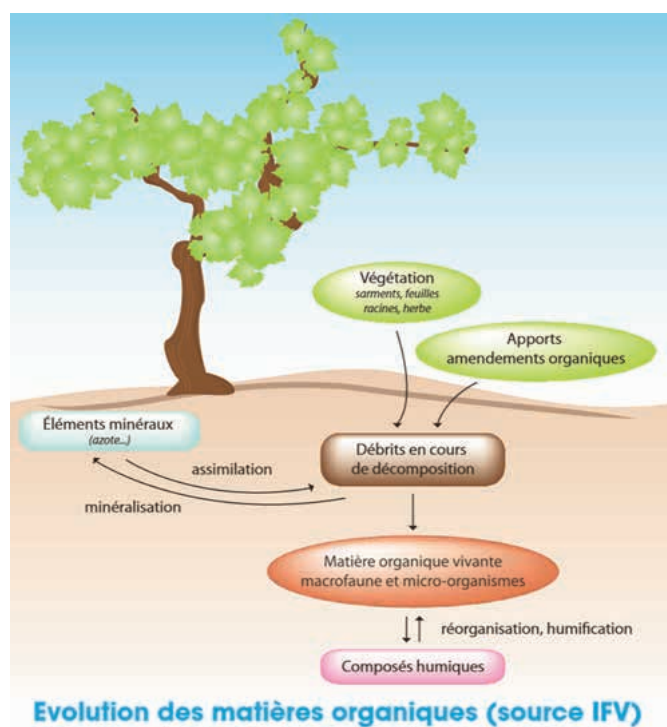 Végétation
sarments, feuilles
racines, herbe
Apports
amendements organiques
Éléments minéraux
(azote...)
Débris en cours
de décomposition
assimilation
minéralisation
Matière organique vivante
macrofaune et micro-organismes
réorganisation, humification
Composés humiques
Evolution des matières organiques (source IFV)